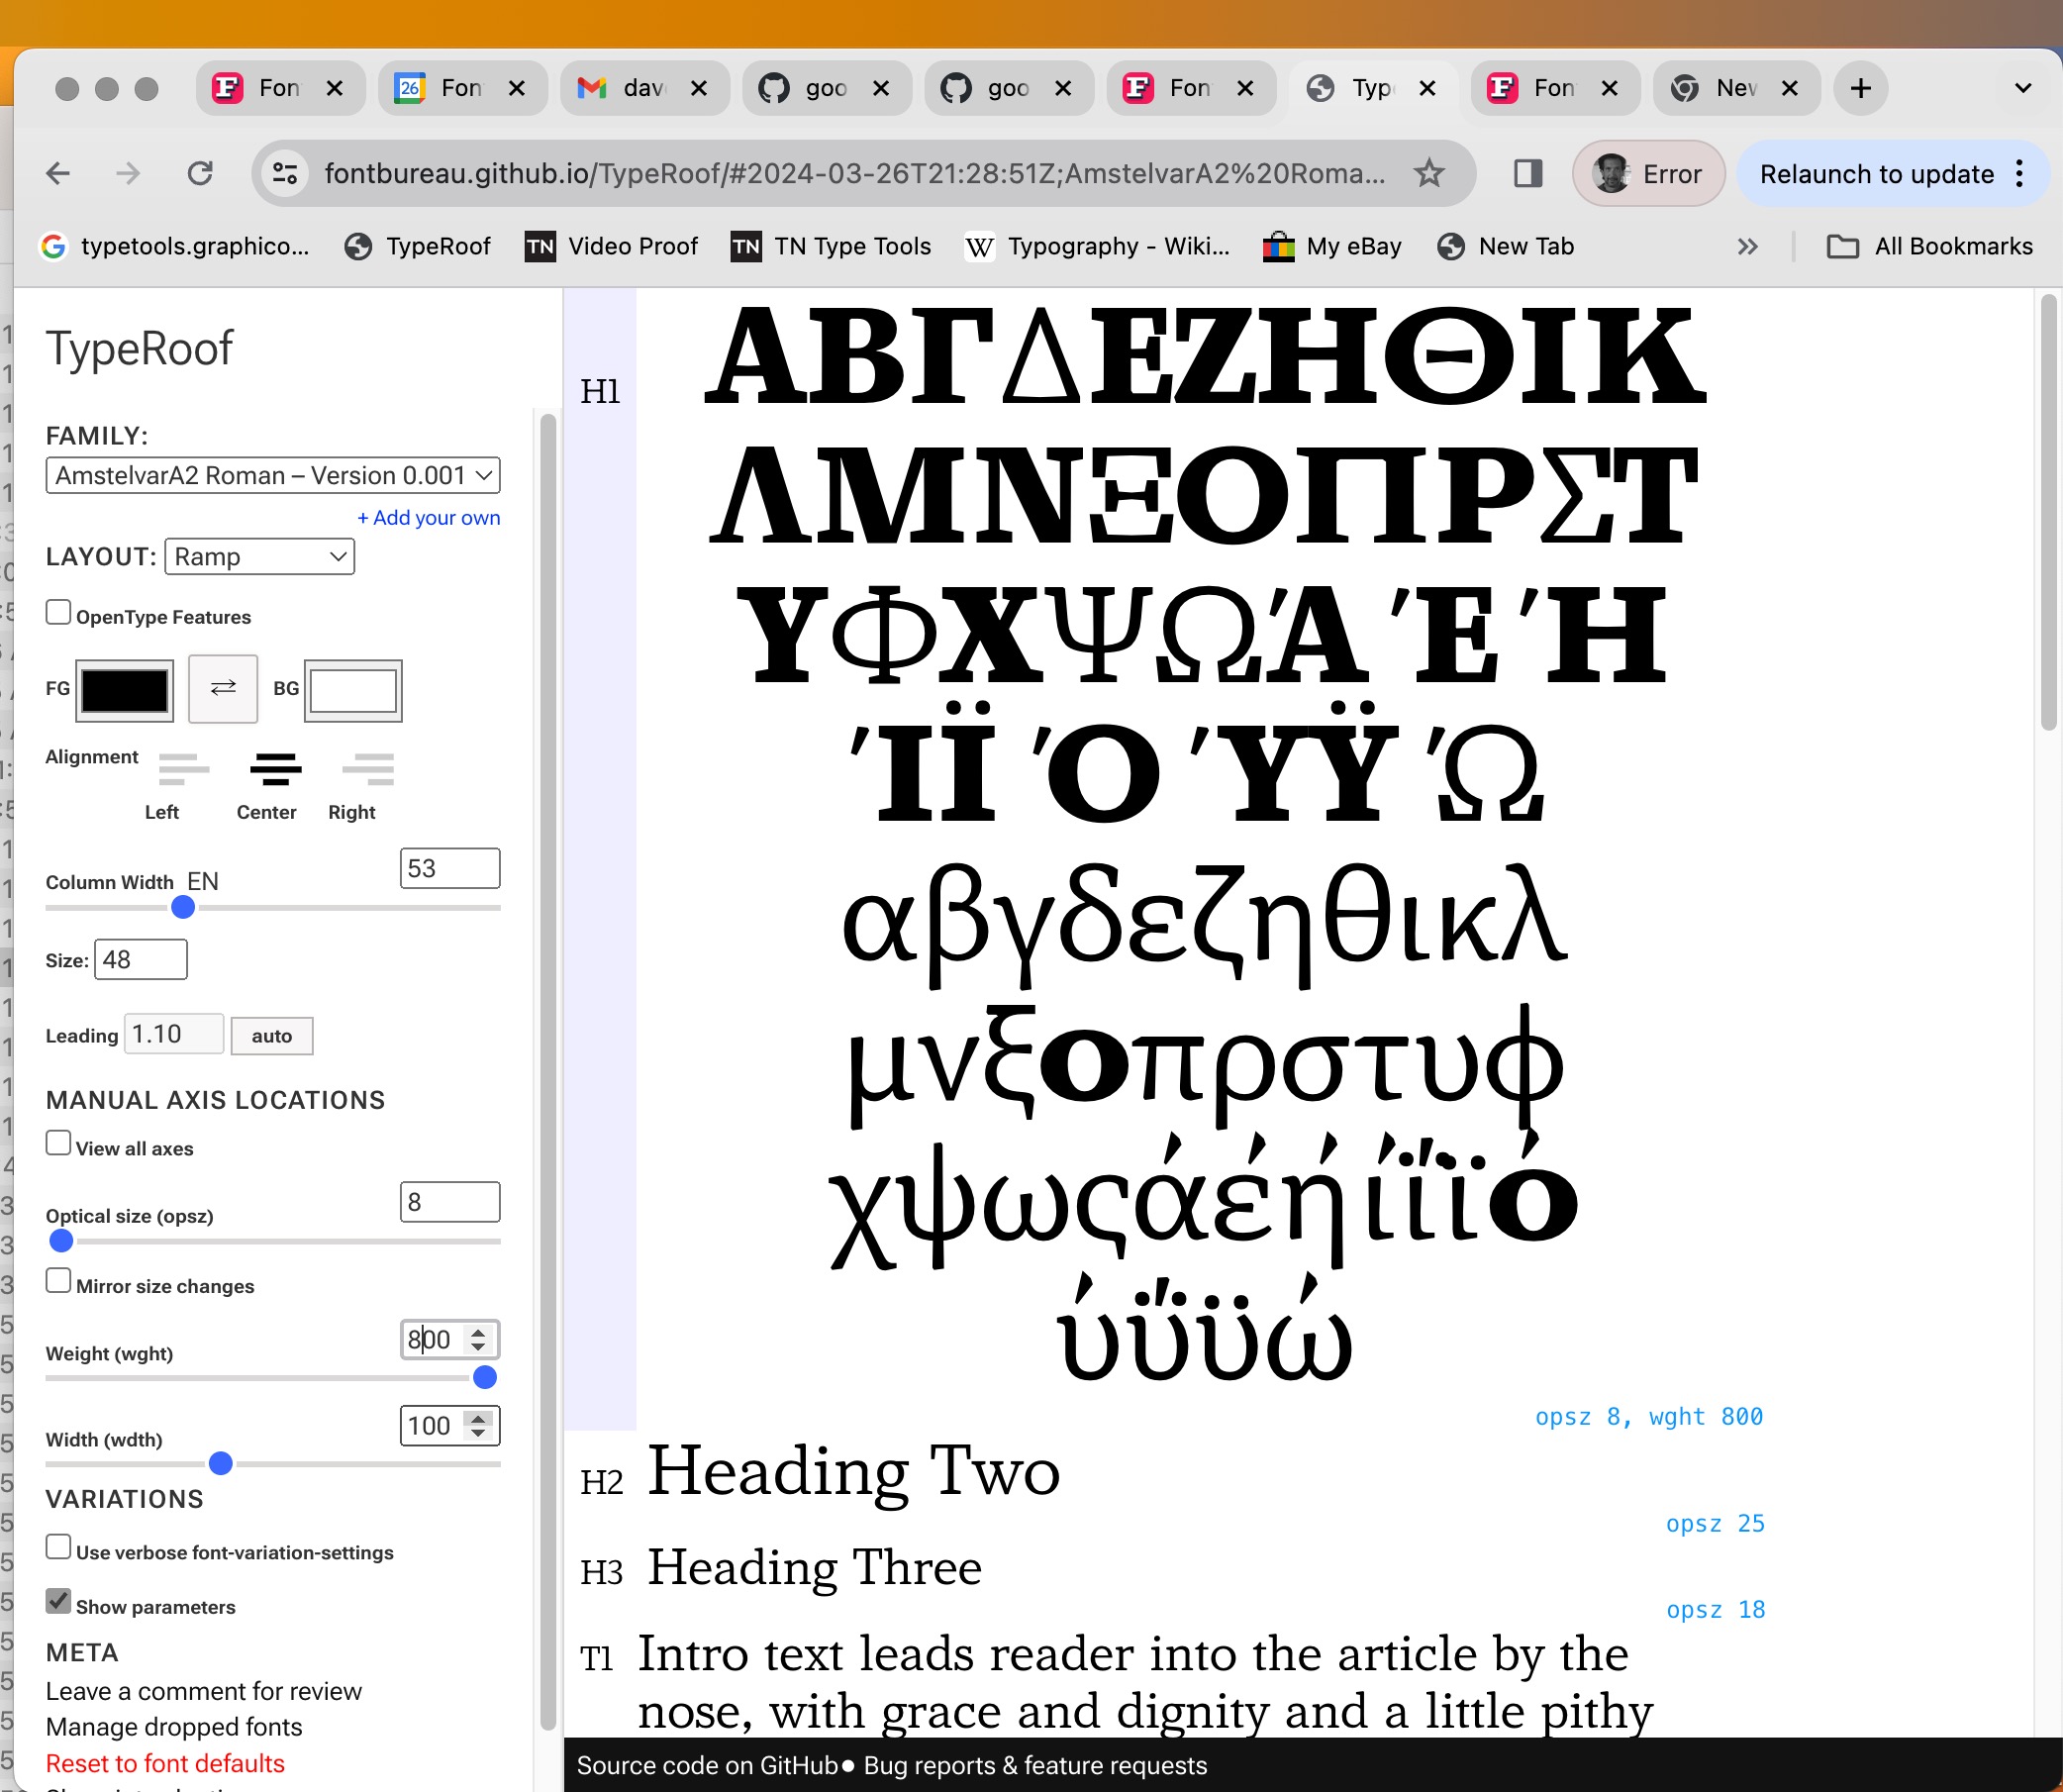 Fon
26
Fon
dav
goo
goo
Fon
Typ
Fon
New
fontbureau.github.io/TypeRoof/#2024-03-26T21:28:51Z;AmstelvarA2%20Roma...
Error
Relaunch to update
typetools.graphico...
TypeRoof
TN Video Proof
TN TN Type Tools
W Typography - Wiki...
My eBay
New Tab
All Bookmarks
TypeRoof
FAMILY:
AmstelvarA2 Roman – Version 0.001
+ Add your own
LAYOUT: Ramp
OpenType Features
FG
BG
Alignment
Left
Center
Right
Column Width EN 53
Size: 48
Leading 1.10 auto
MANUAL AXIS LOCATIONS
View all axes
Optical size (opsz) 8
Mirror size changes
Weight (wght) 800
Width (wdth) 100
VARIATIONS
Use verbose font-variation-settings
Show parameters
META
Leave a comment for review
Manage dropped fonts
Reset to font defaults
H1
ΑΒΓΔΕΖΗΘΙΚ
ΛΜΝΞΟΠΡΣΤ
ΥΦΧΨΩΆΈΉ
ΊΪΌΎΫΏ
αβγδεζηθικλ
μνξοπρστυφ
χψωςάέήίΐϊό
ύΰϋώ
opsz 8, wght 800
H2 Heading Two
opsz 25
H3 Heading Three
opsz 18
T1 Intro text leads reader into the article by the
nose, with grace and dignity and a little pithy
Source code on GitHub● Bug reports & feature requests